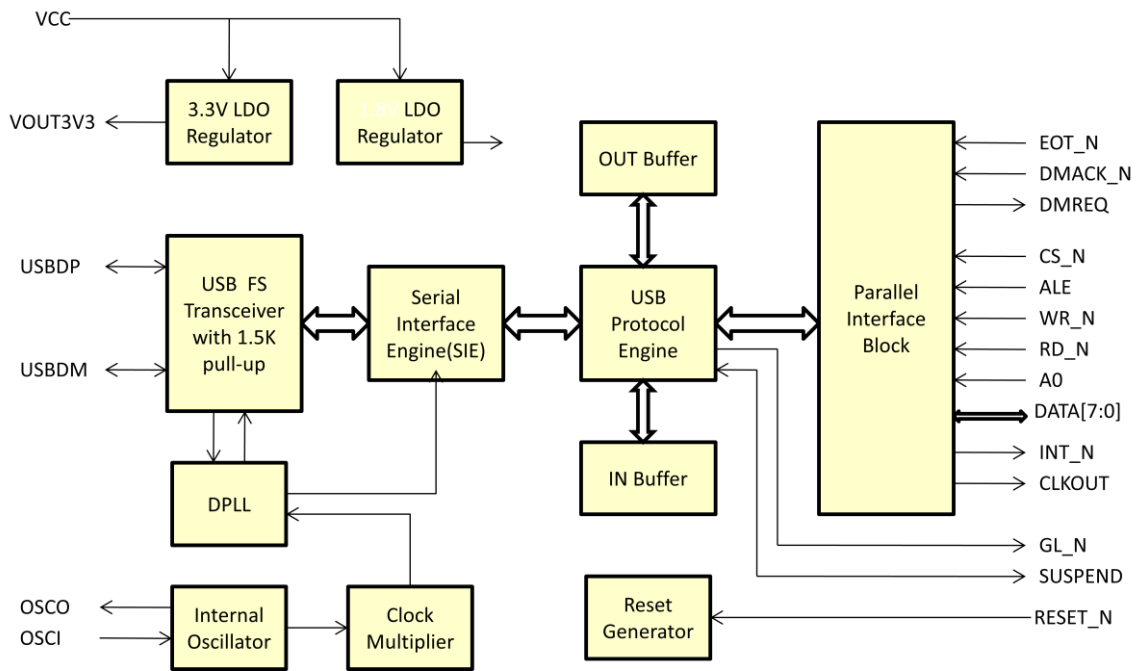 VCC
3.3V LDO
Regulator
LDO
Regulator
VOUT3V3
OUT Buffer
EOT_N
DMACK_N
DMREQ
USBDP
USBDM
USB FS
Transceiver
with 1.5K
pull-up
Serial
Interface
Engine(SIE)
USB
Protocol
Engine
Parallel
Interface
Block
CS_N
ALE
WR_N
RD_N
A0
DATA[7:0]
INT_N
CLKOUT
DPLL
IN Buffer
GL_N
SUSPEND
OSCO
OSCI
Internal
Oscillator
Clock
Multiplier
Reset
Generator
RESET_N